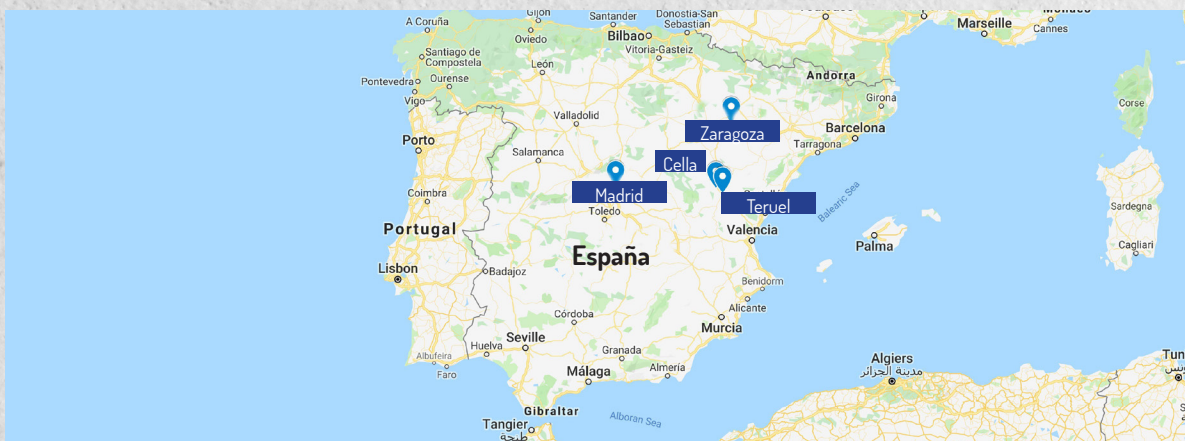 A Coruña
Gijón
Santander
Donostia-San
Sebastian
Marseille
Cannes
Oviedo
Bilbao
Vitoria-Gasteiz
Santiago de
Compostela
León
Andorra
Pontevedra
Ourense
Vigo
Girona
Corse
Valladolid
Zaragoza
Barcelona
Porto
Tarragona
Salamanca
Cella
Madrid
Teruel
Coimbra
Toledo
Balearic Sea
Sardegna
Portugal
Valencia
Palma
Cagliari
España
Lisbon
Badajoz
Benidorm
Alicante
Córdoba
Murcia
Seville
Huelva
Granada
Albufeira
Faro
Málaga
Almería
Algiers
مدينة الجزائر
Tun
Gibraltar
Alboran Sea
Tangier
طنجة